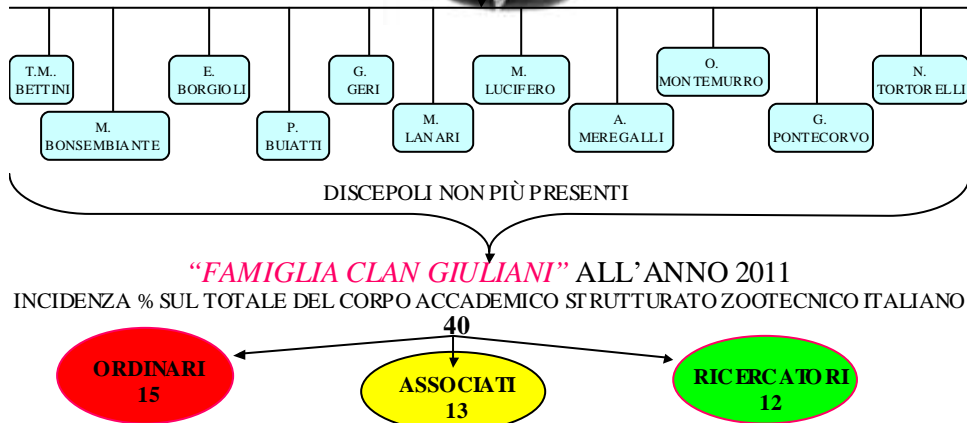 T.M..
BETTINI
M.
BONSEMBIANTE
E.
BORGIOLI
P.
BUIATTI
G.
GERI
M.
LANARI
M.
LUCIFERO
A.
MEREGALLI
O.
MONTEMURRO
G.
PONTECORVO
N.
TORTORELLI
DISCEPOLI NON PIÙ PRESENTI
“FAMIGLIA CLAN GIULIANI” ALL’ANNO 2011
INCIDENZA % SUL TOTALE DEL CORPO ACCADEMICO STRUTTURATO ZOOTECNICO ITALIANO
40
ORDINARI
15
ASSOCIATI
13
RICERCATORI
12